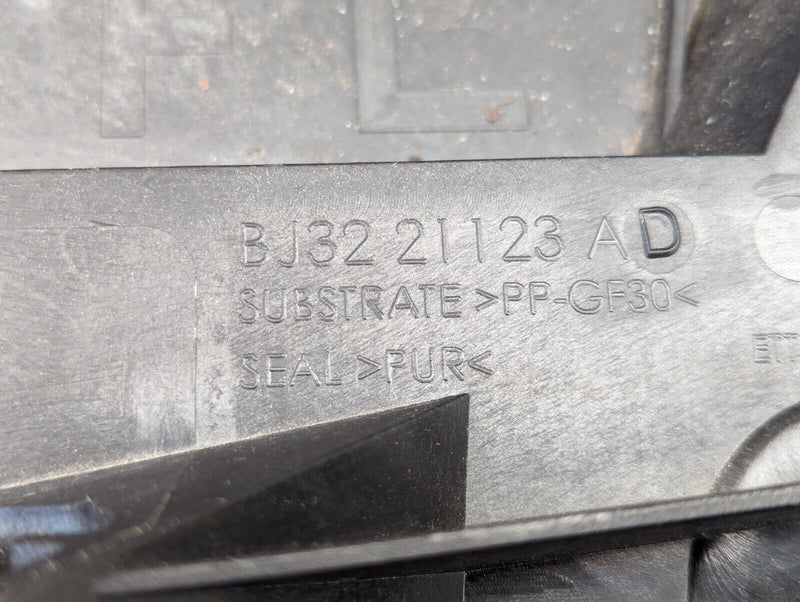 BJ32 21123 AD
SUBSTRATE >PP-GF30<
SEAL >PUR<